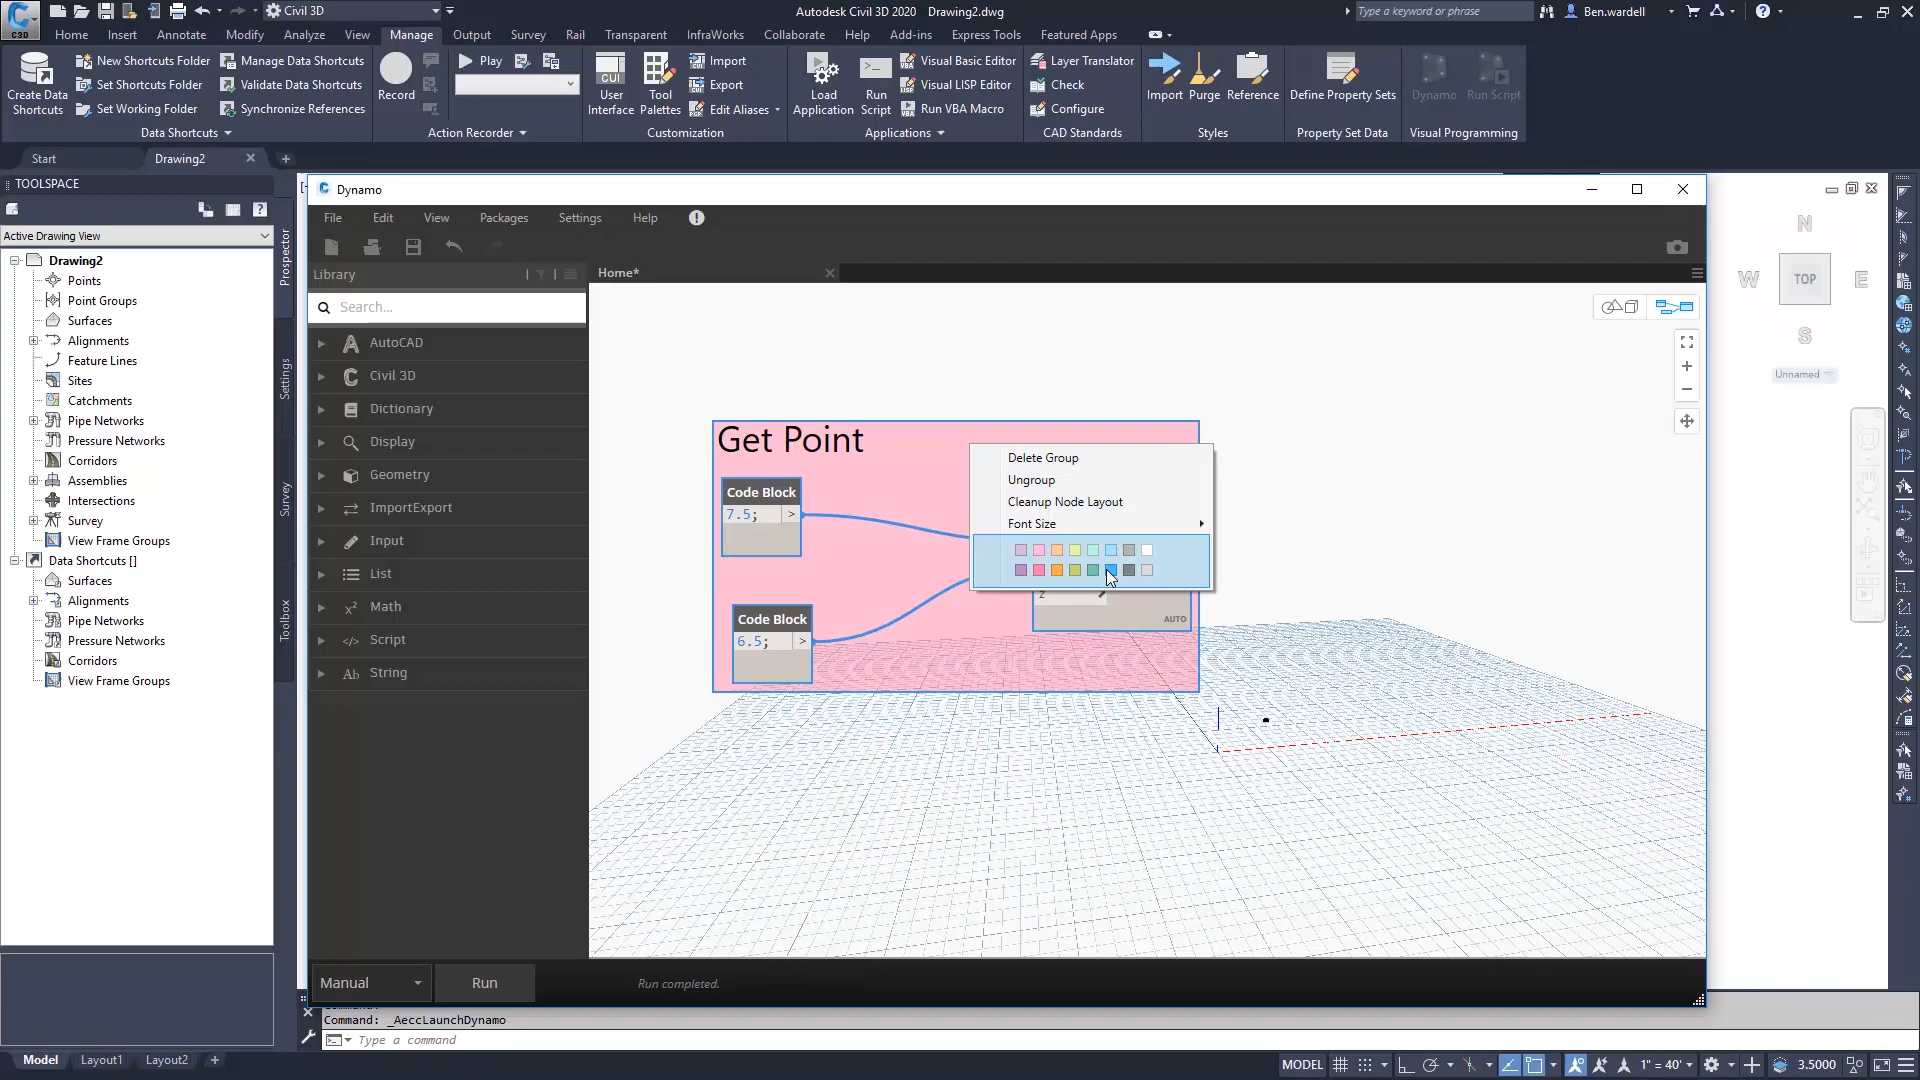 Civil 3D
Autodesk Civil 3D 2020 Drawing2.dwg
Type a keyword or phrase
Ben.wardell
C3D
Home Insert Annotate Modify Analyze View Manage Output Survey Rail Transparent InfraWorks Collaborate Help Add-ins Express Tools Featured Apps
Create Data Shortcuts
New Shortcuts Folder
Set Shortcuts Folder
Set Working Folder
Manage Data Shortcuts
Validate Data Shortcuts
Synchronize References
Data Shortcuts
Record
Play
Action Recorder
CUI
User Interface
Tool Palettes
Import
Export
Edit Aliases
Customization
Load Application
Run Script
Visual Basic Editor
Visual LISP Editor
Run VBA Macro
Applications
Layer Translator
Check
Configure
CAD Standards
Import
Purge
Reference
Styles
Define Property Sets
Property Set Data
Dynamo
Run Script
Visual Programming
Start
Drawing2
TOOLSPACE
Active Drawing View
Drawing2
Points
Point Groups
Surfaces
Alignments
Feature Lines
Sites
Catchments
Pipe Networks
Pressure Networks
Corridors
Assemblies
Intersections
Survey
View Frame Groups
Data Shortcuts []
Surfaces
Alignments
Pipe Networks
Pressure Networks
Corridors
View Frame Groups
Prospector
Settings
Survey
Toolbox
Dynamo
File Edit View Packages Settings Help
Library
Search...
AutoCAD
Civil 3D
Dictionary
Display
Geometry
ImportExport
Input
List
Math
Script
String
Home*
Get Point
Code Block
7.5; >
Code Block
6.5; >
Delete Group
Ungroup
Cleanup Node Layout
Font Size
z
AUTO
Manual
Run
Run completed.
N
W TOP E
S
Unnamed
Command: _AeccLaunchDynamo
Type a command
Model Layout1 Layout2 +
MODEL
1" = 40'
3.5000